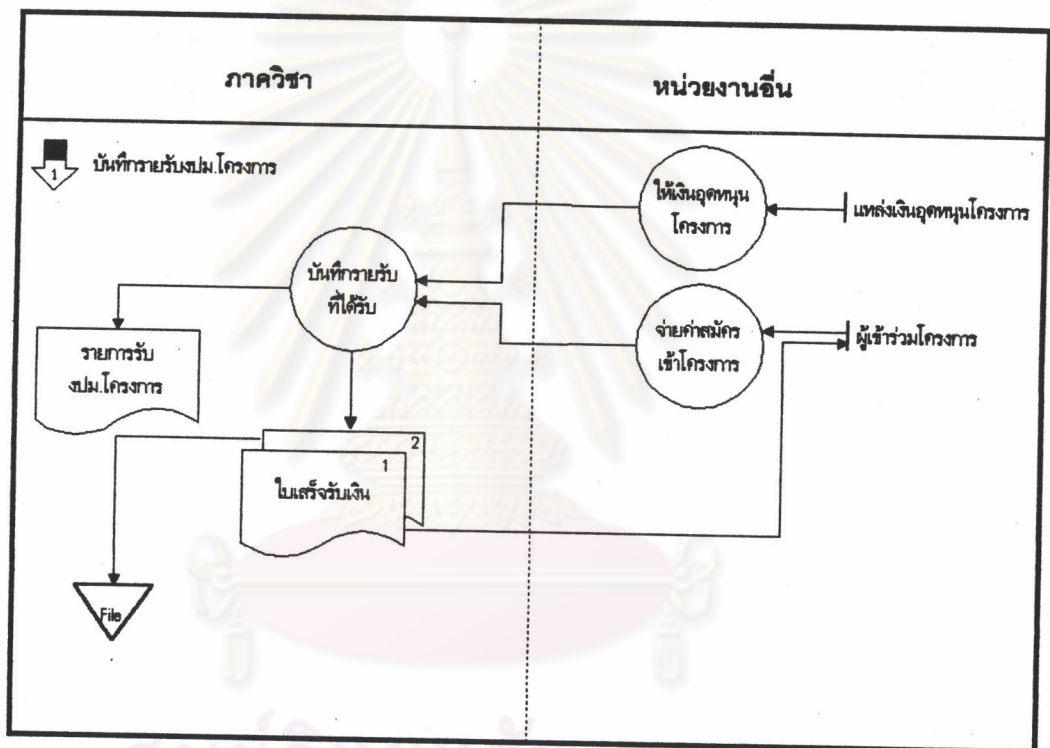 ภาควิชา
หน่วยงานอื่น
1
บันทึกรายรับงปม.โครงการ
ให้เงินอุดหนุน
โครงการ
แหล่งเงินอุดหนุนโครงการ
บันทึกรายรับ
ที่ได้รับ
จ่ายค่าสมัคร
เข้าโครงการ
ผู้เข้าร่วมโครงการ
รายการรับ
งปม.โครงการ
2
1
ใบเสร็จรับเงิน
File